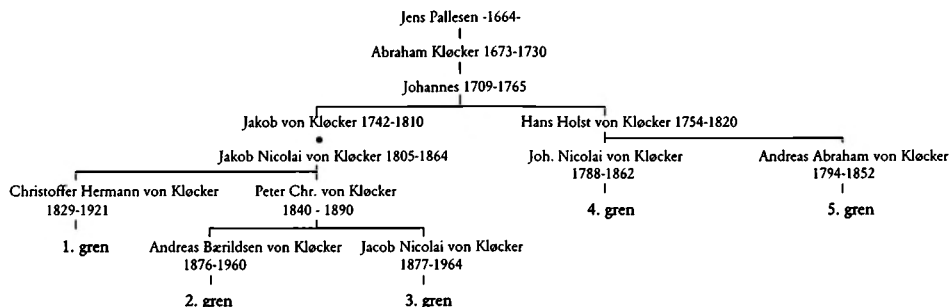 Jens Pallesen -1664-
Abraham Kløcker 1673-1730
Johannes 1709-1765
Jakob von Kløcker 1742-1810
Hans Holst von Kløcker 1754-1820
Jakob Nicolai von Kløcker 1805-1864
Joh. Nicolai von Kløcker
1788-1862
Andreas Abraham von Kløcker
1794-1852
Christoffer Hermann von Kløcker
1829-1921
Peter Chr. von Kløcker
1840 - 1890
4. gren
5. gren
1. gren
Andreas Bærildsen von Kløcker
1876-1960
Jacob Nicolai von Kløcker
1877-1964
2. gren
3. gren